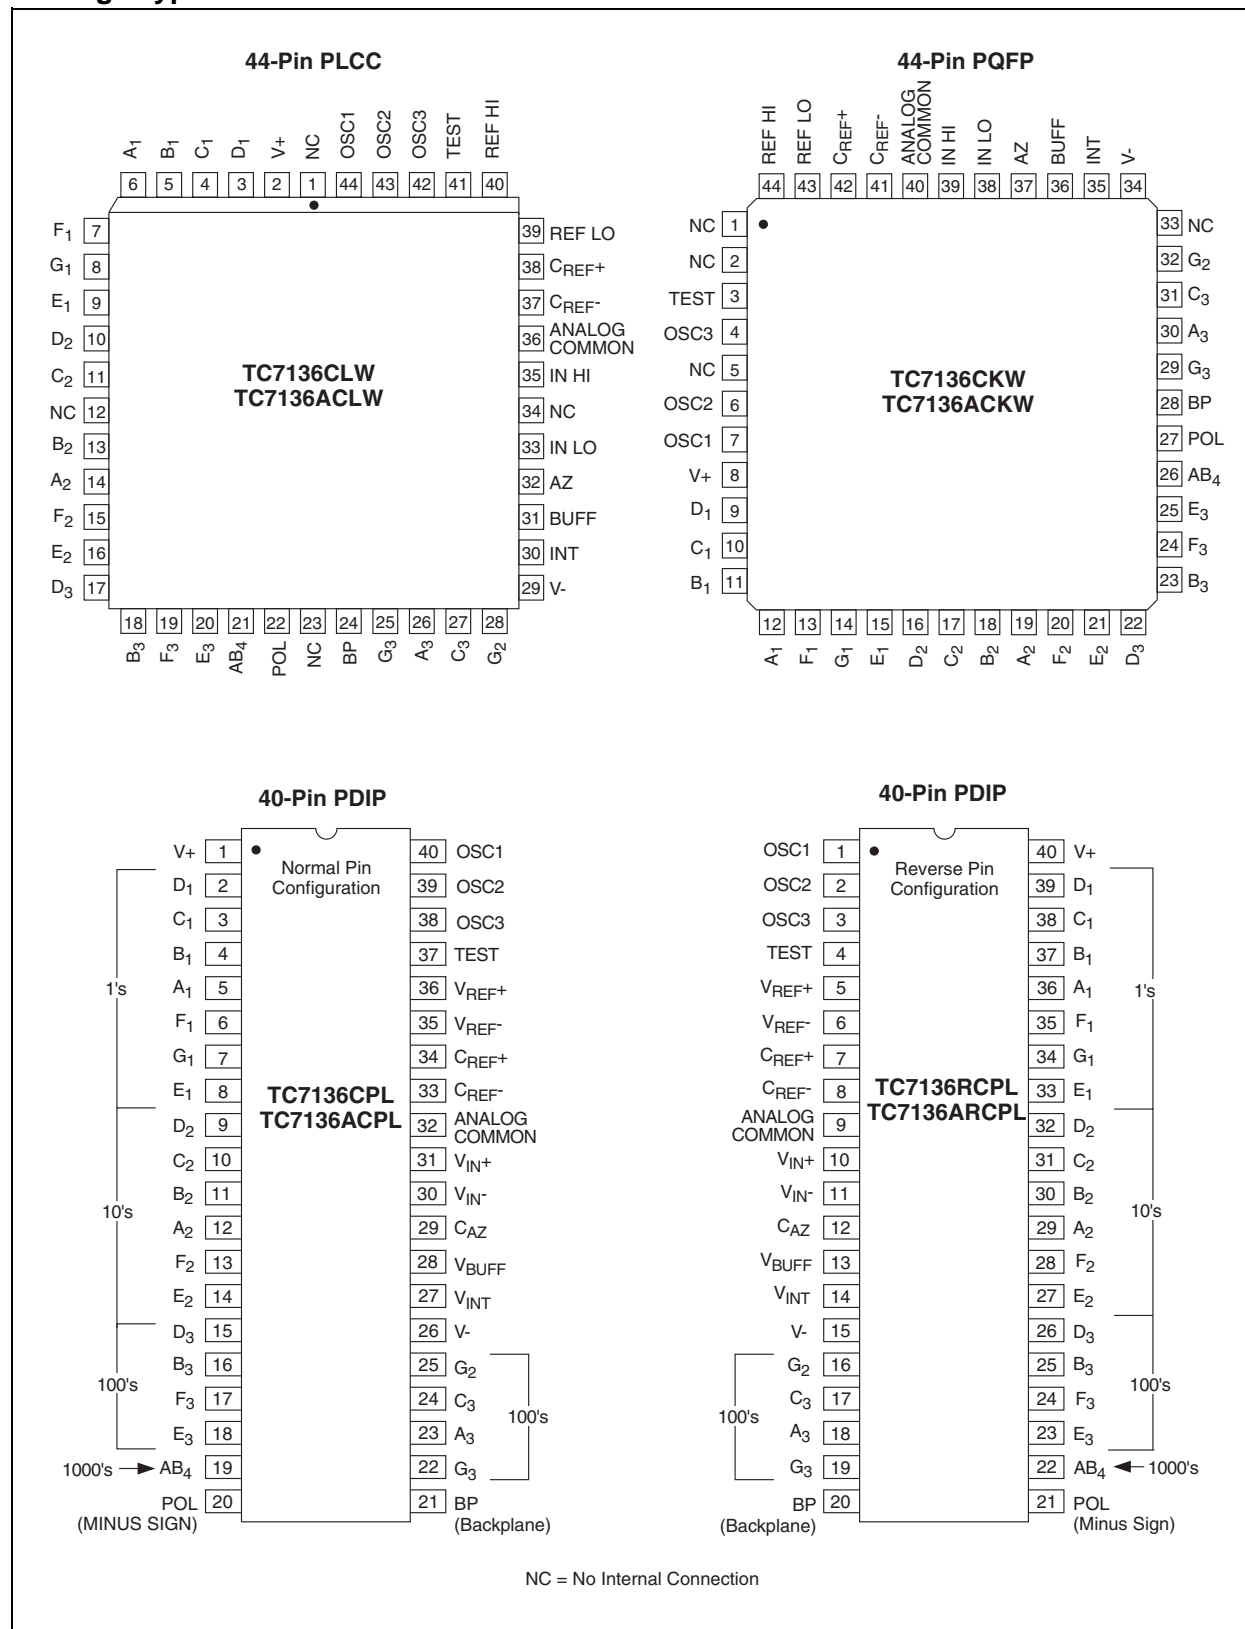 44-Pin PLCC
A1 B1 C1 D1 V+ NC OSC1 OSC2 OSC3 TEST REF HI
6 5 4 3 2 1 44 43 42 41 40
F1 7
G1 8
E1 9
D2 10
C2 11
NC 12
B2 13
A2 14
F2 15
E2 16
D3 17
TC7136CLW
TC7136ACLW
39 REF LO
38 CREF+
37 CREF-
36 ANALOG COMMON
35 IN HI
34 NC
33 IN LO
32 AZ
31 BUFF
30 INT
29 V-
18 19 20 21 22 23 24 25 26 27 28
B3 F3 E3 AB4 POL NC BP G3 A3 C3 G2
44-Pin PQFP
REF HI REF LO CREF+ CREF- ANALOG COMMON IN HI IN LO AZ BUFF INT V-
44 43 42 41 40 39 38 37 36 35 34
NC 1
NC 2
TEST 3
OSC3 4
NC 5
OSC2 6
OSC1 7
V+ 8
D1 9
C1 10
B1 11
TC7136CKW
TC7136ACKW
33 NC
32 G2
31 C3
30 A3
29 G3
28 BP
27 POL
26 AB4
25 E3
24 F3
23 B3
12 13 14 15 16 17 18 19 20 21 22
A1 F1 G1 E1 D2 C2 B2 A2 F2 E2 D3
40-Pin PDIP
Normal Pin
Configuration
V+ 1
D1 2
C1 3
B1 4
A1 5
F1 6
G1 7
E1 8
D2 9
C2 10
B2 11
A2 12
F2 13
E2 14
D3 15
B3 16
F3 17
E3 18
AB4 19
POL 20
(MINUS SIGN)
1's
10's
100's
1000's
TC7136CPL
TC7136ACPL
40 OSC1
39 OSC2
38 OSC3
37 TEST
36 VREF+
35 VREF-
34 CREF+
33 CREF-
32 ANALOG COMMON
31 VIN+
30 VIN-
29 CAZ
28 VBUFF
27 VINT
26 V-
25 G2
24 C3
23 A3
22 G3
21 BP
(Backplane)
100's
40-Pin PDIP
Reverse Pin
Configuration
OSC1 1
OSC2 2
OSC3 3
TEST 4
VREF+ 5
VREF- 6
CREF+ 7
CREF- 8
ANALOG COMMON 9
VIN+ 10
VIN- 11
CAZ 12
VBUFF 13
VINT 14
V- 15
G2 16
C3 17
A3 18
G3 19
BP 20
(Backplane)
100's
TC7136RCPL
TC7136ARCPL
40 V+
39 D1
38 C1
37 B1
36 A1
35 F1
34 G1
33 E1
32 D2
31 C2
30 B2
29 A2
28 F2
27 E2
26 D3
25 B3
24 F3
23 E3
22 AB4
21 POL
(Minus Sign)
1's
10's
100's
1000's
NC = No Internal Connection